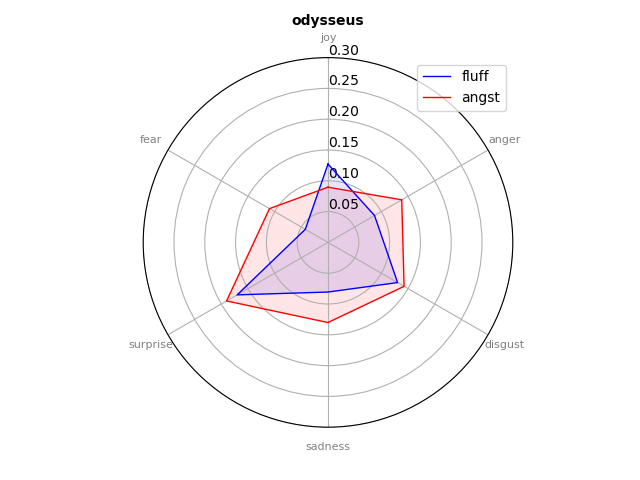 odysseus
joy
0.30
0.25
0.20
0.15
0.10
0.05
fluff
angst
fear
anger
surprise
disgust
sadness